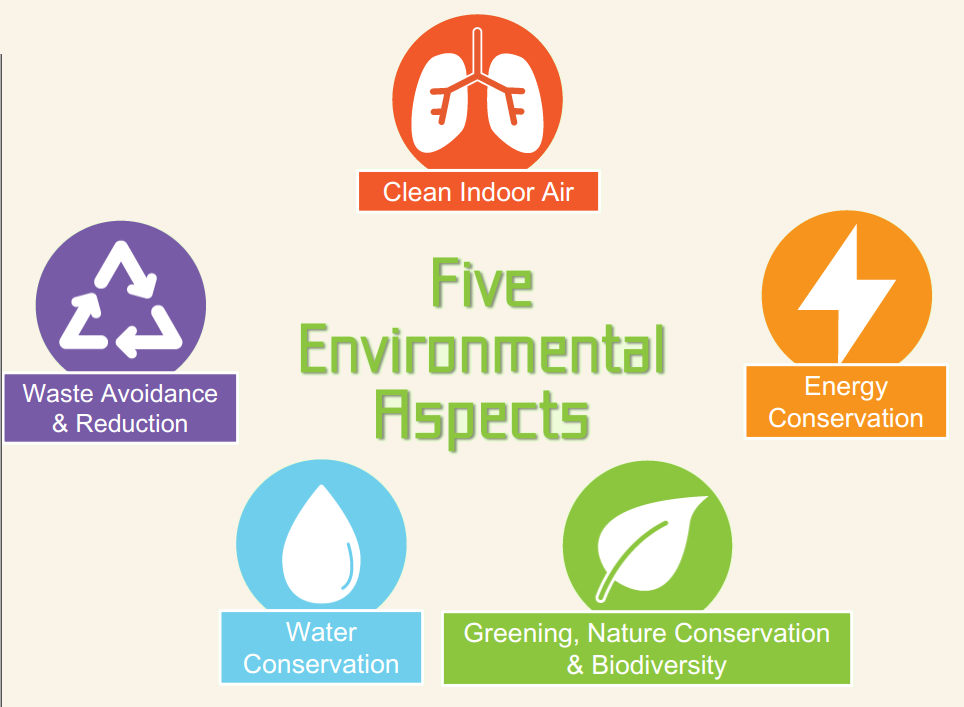 Clean Indoor Air
Five
Environmental
Aspects
Waste Avoidance
& Reduction
Energy
Conservation
Water
Conservation
Greening, Nature Conservation
& Biodiversity